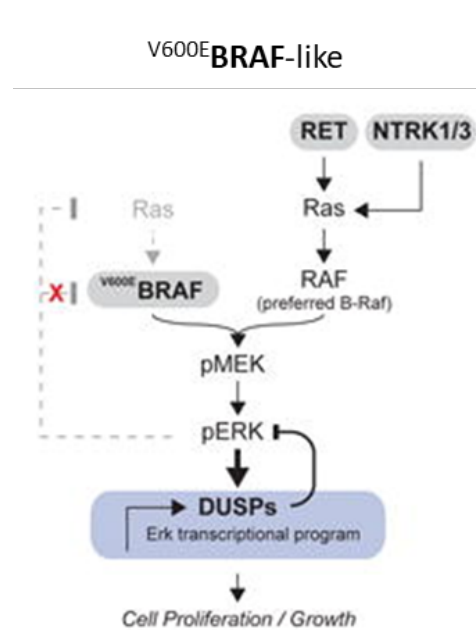 V600EBRAF-like
RET NTRK1/3
Ras Ras
X V600EBRAF RAF
(preferred B-Raf)
pMEK
pERK
DUSPs
Erk transcriptional program
Cell Proliferation / Growth